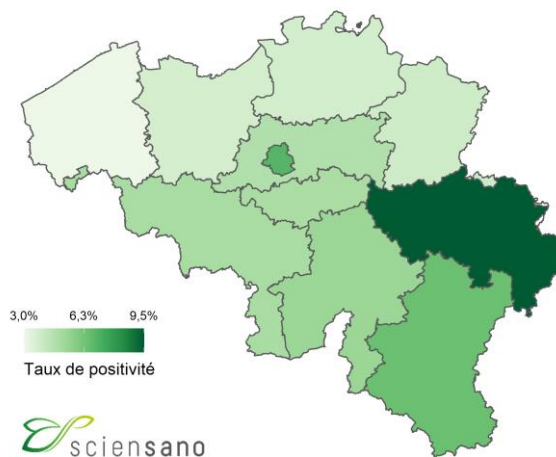 3,0% 6,3% 9,5%
Taux de positivité
sciensano